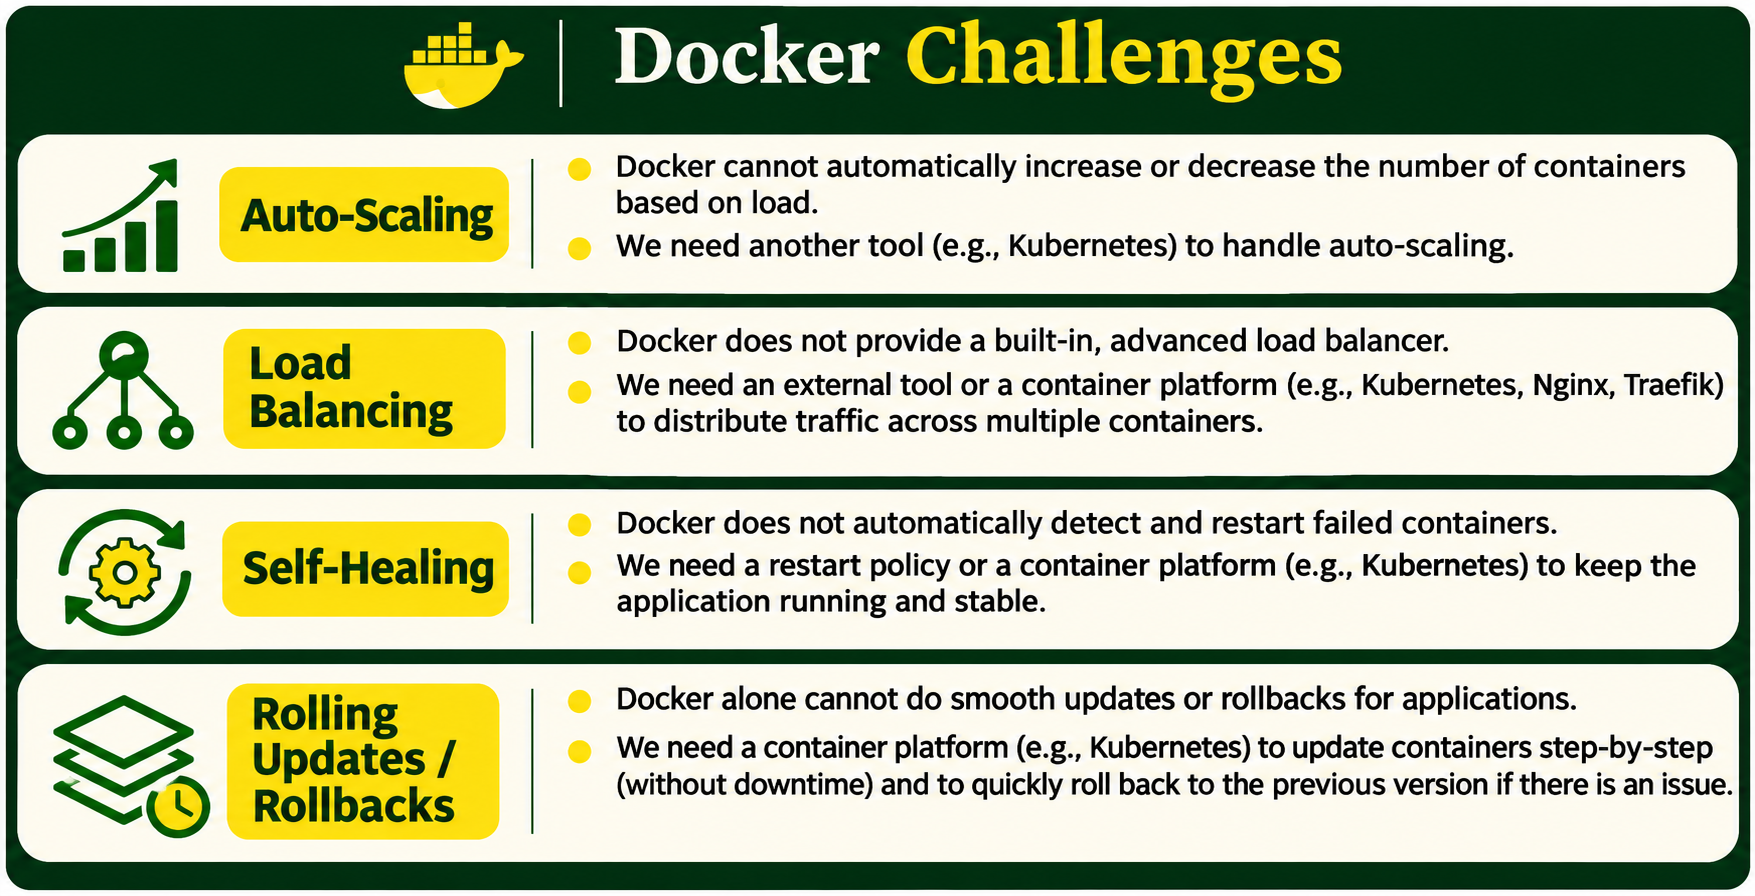 Docker Challenges
Auto-Scaling
Docker cannot automatically increase or decrease the number of containers
based on load.
We need another tool (e.g., Kubernetes) to handle auto-scaling.
Load
Balancing
Docker does not provide a built-in, advanced load balancer.
We need an external tool or a container platform (e.g., Kubernetes, Nginx, Traefik)
to distribute traffic across multiple containers.
Self-Healing
Docker does not automatically detect and restart failed containers.
We need a restart policy or a container platform (e.g., Kubernetes) to keep the
application running and stable.
Rolling
Updates /
Rollbacks
Docker alone cannot do smooth updates or rollbacks for applications.
We need a container platform (e.g., Kubernetes) to update containers step-by-step
(without downtime) and to quickly roll back to the previous version if there is an issue.